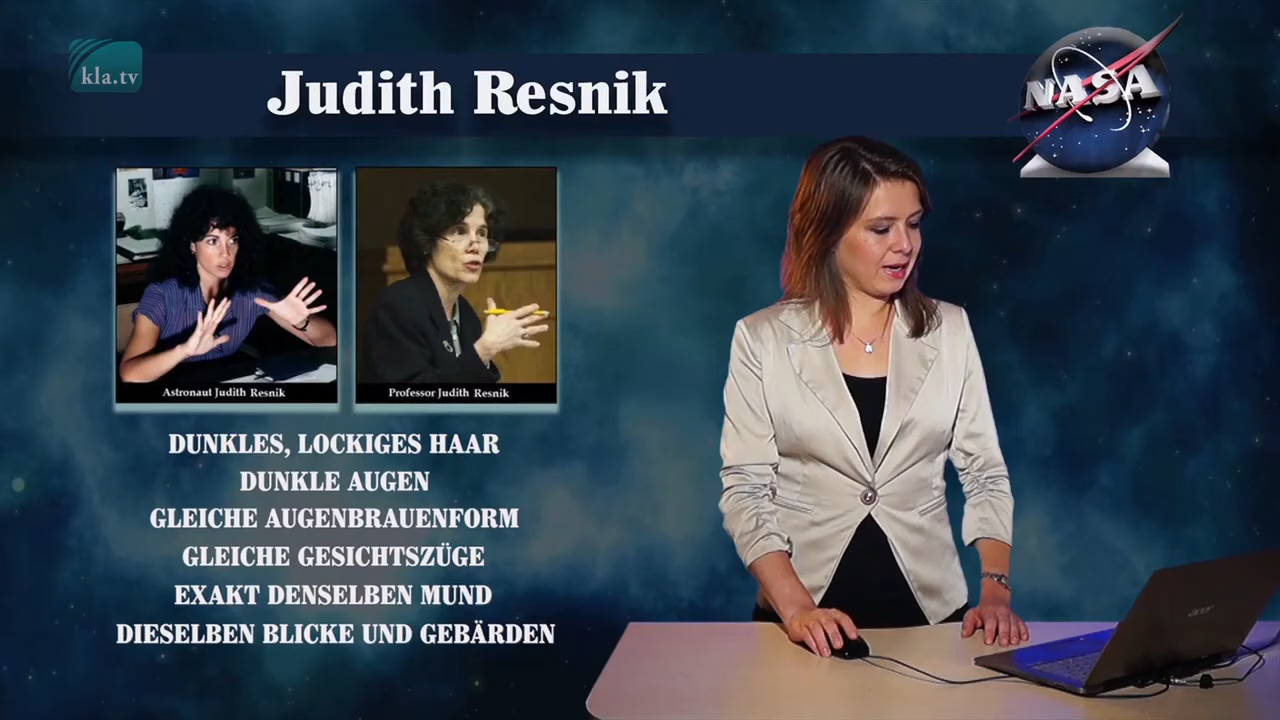 kla.tv
Judith Resnik
NASA
Astronaut Judith Resnik
Professor Judith Resnik
DUNKLES, LOCKIGES HAAR
DUNKLE AUGEN
GLEICHE AUGENBRAUENFORM
GLEICHE GESICHTSZÜGE
EXAKT DENSELBEN MUND
DIESELBEN BLICKE UND GEBÄRDEN
acer